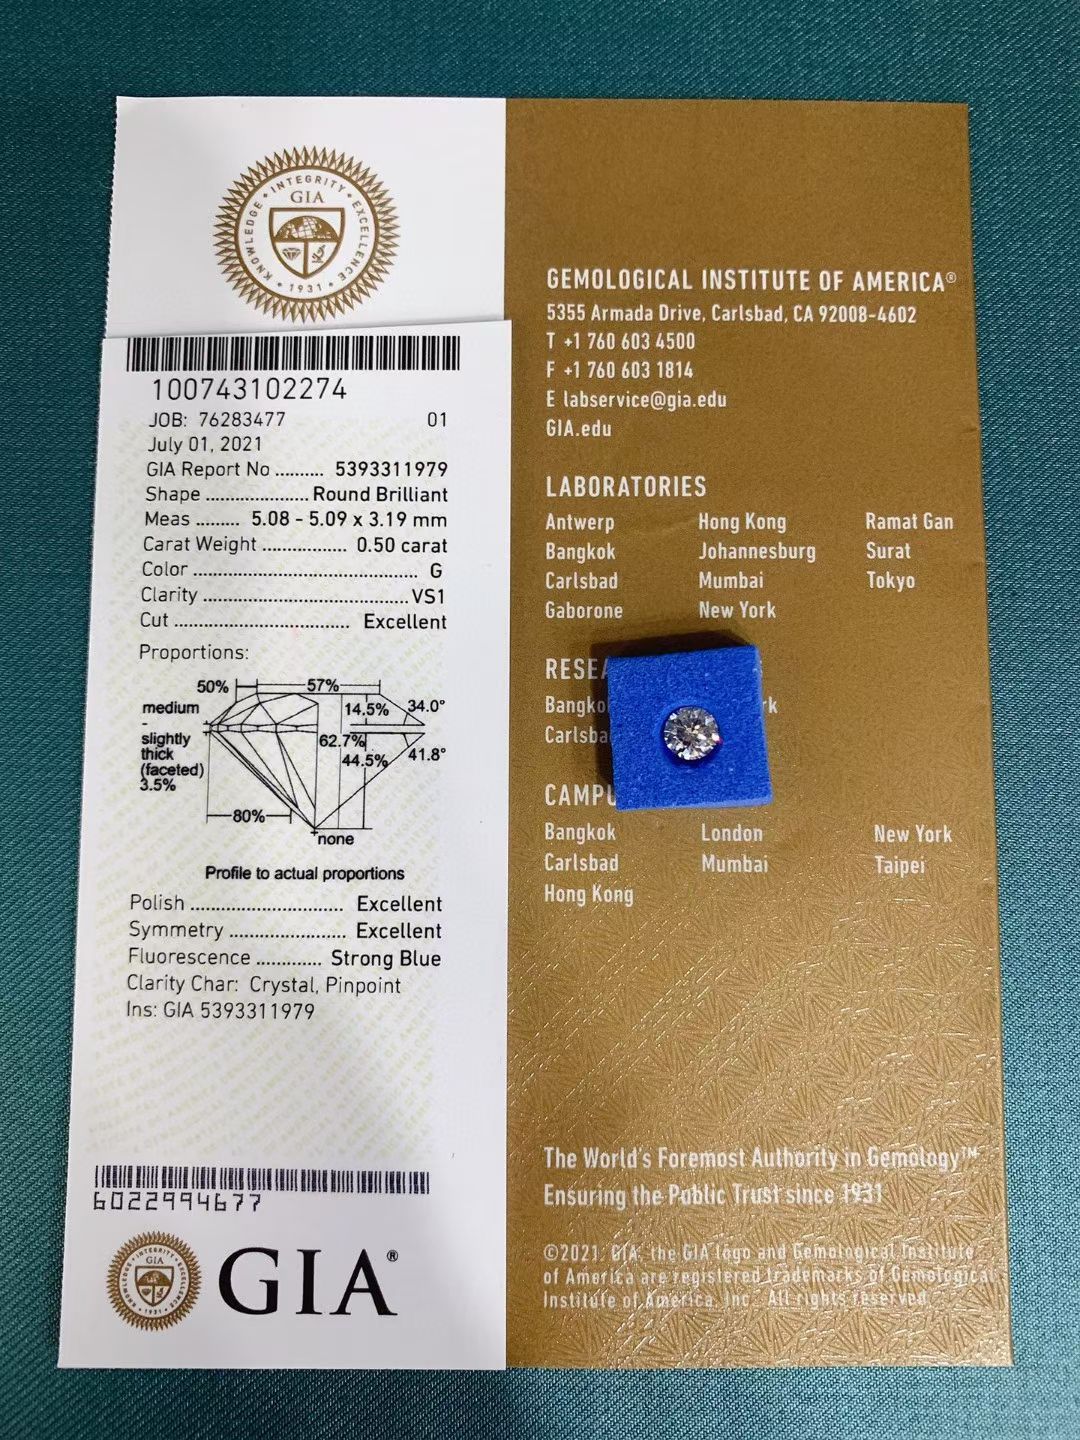 KNOWLEDGE • INTEGRITY • EXCELLENCE
GIA
• 1931 •
100743102274
JOB: 76283477 01
July 01, 2021
GIA Report No .......... 5393311979
Shape ..................... Round Brilliant
Meas ......... 5.08 - 5.09 x 3.19 mm
Carat Weight ................. 0.50 carat
Color ............................................. G
Clarity .......................................... VS1
Cut ................................... Excellent
Proportions:
50% 57%
medium
-
slightly
thick
(faceted)
3.5%
14.5% 34.0°
62.7%
44.5% 41.8°
80%
none
Profile to actual proportions
Polish .............................. Excellent
Symmetry ....................... Excellent
Fluorescence ............. Strong Blue
Clarity Char: Crystal, Pinpoint
Ins: GIA 5393311979
6022994677
INTEGRITY
GIA
1931
GIA®
GEMOLOGICAL INSTITUTE OF AMERICA®
5355 Armada Drive, Carlsbad, CA 92008-4602
T +1 760 603 4500
F +1 760 603 1814
E labservice@gia.edu
GIA.edu
LABORATORIES
Antwerp Hong Kong Ramat Gan
Bangkok Johannesburg Surat
Carlsbad Mumbai Tokyo
Gaborone New York
Bangkok London New York
Carlsbad Mumbai Taipei
Hong Kong
The World's Foremost Authority in Gemology™
Ensuring the Public Trust since 1931
©2021, GIA, the GIA logo and Gemological Institute
of America are registered trademarks of Gemological
Institute of America, Inc. All rights reserved.